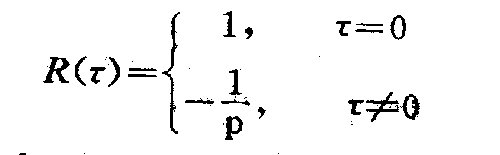 R(τ)={ 1, τ=0
-1/p, τ≠0